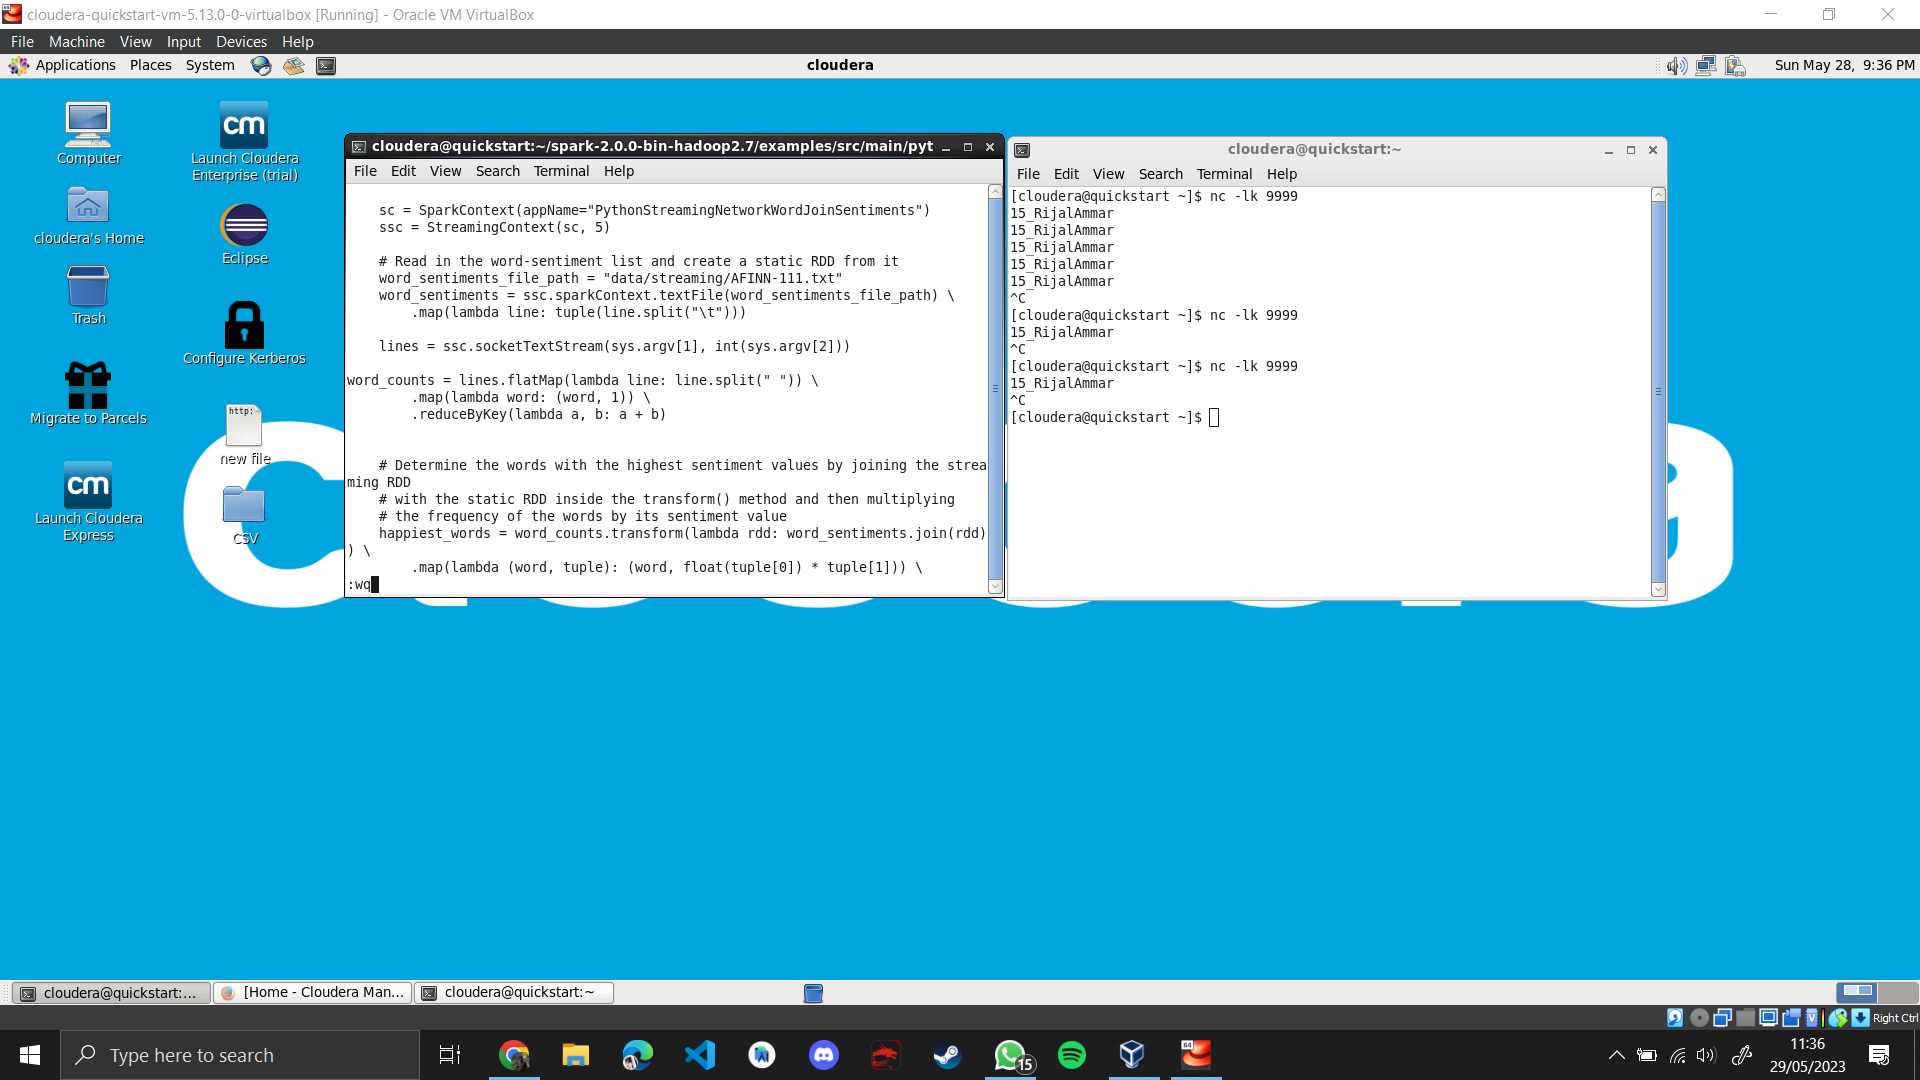 cloudera-quickstart-vm-5.13.0-0-virtualbox [Running] - Oracle VM VirtualBox
File Machine View Input Devices Help
Applications Places System
cloudera
Sun May 28, 9:36 PM
Computer
cm
Launch Cloudera
Enterprise (trial)
cloudera's Home
Eclipse
Trash
Configure Kerberos
Migrate to Parcels
http:
new file
cm
Launch Cloudera
Express
CSV
cloudera@quickstart:~/spark-2.0.0-bin-hadoop2.7/examples/src/main/pyt
File Edit View Search Terminal Help
    sc = SparkContext(appName="PythonStreamingNetworkWordJoinSentiments")
    ssc = StreamingContext(sc, 5)
    # Read in the word-sentiment list and create a static RDD from it
    word_sentiments_file_path = "data/streaming/AFINN-111.txt"
    word_sentiments = ssc.sparkContext.textFile(word_sentiments_file_path) \
        .map(lambda line: tuple(line.split("\t")))
    lines = ssc.socketTextStream(sys.argv[1], int(sys.argv[2]))
word_counts = lines.flatMap(lambda line: line.split(" ")) \
        .map(lambda word: (word, 1)) \
        .reduceByKey(lambda a, b: a + b)
    # Determine the words with the highest sentiment values by joining the strea
ming RDD
    # with the static RDD inside the transform() method and then multiplying
    # the frequency of the words by its sentiment value
    happiest_words = word_counts.transform(lambda rdd: word_sentiments.join(rdd)
) \
        .map(lambda (word, tuple): (word, float(tuple[0]) * tuple[1])) \
:wq
cloudera@quickstart:~
File Edit View Search Terminal Help
[cloudera@quickstart ~]$ nc -lk 9999
15_RijalAmmar
15_RijalAmmar
15_RijalAmmar
15_RijalAmmar
15_RijalAmmar
^C
[cloudera@quickstart ~]$ nc -lk 9999
15_RijalAmmar
^C
[cloudera@quickstart ~]$ nc -lk 9999
15_RijalAmmar
^C
[cloudera@quickstart ~]$
cloudera@quickstart:...
[Home - Cloudera Man...
cloudera@quickstart:~
Right Ctrl
Type here to search
15
11:36
29/05/2023